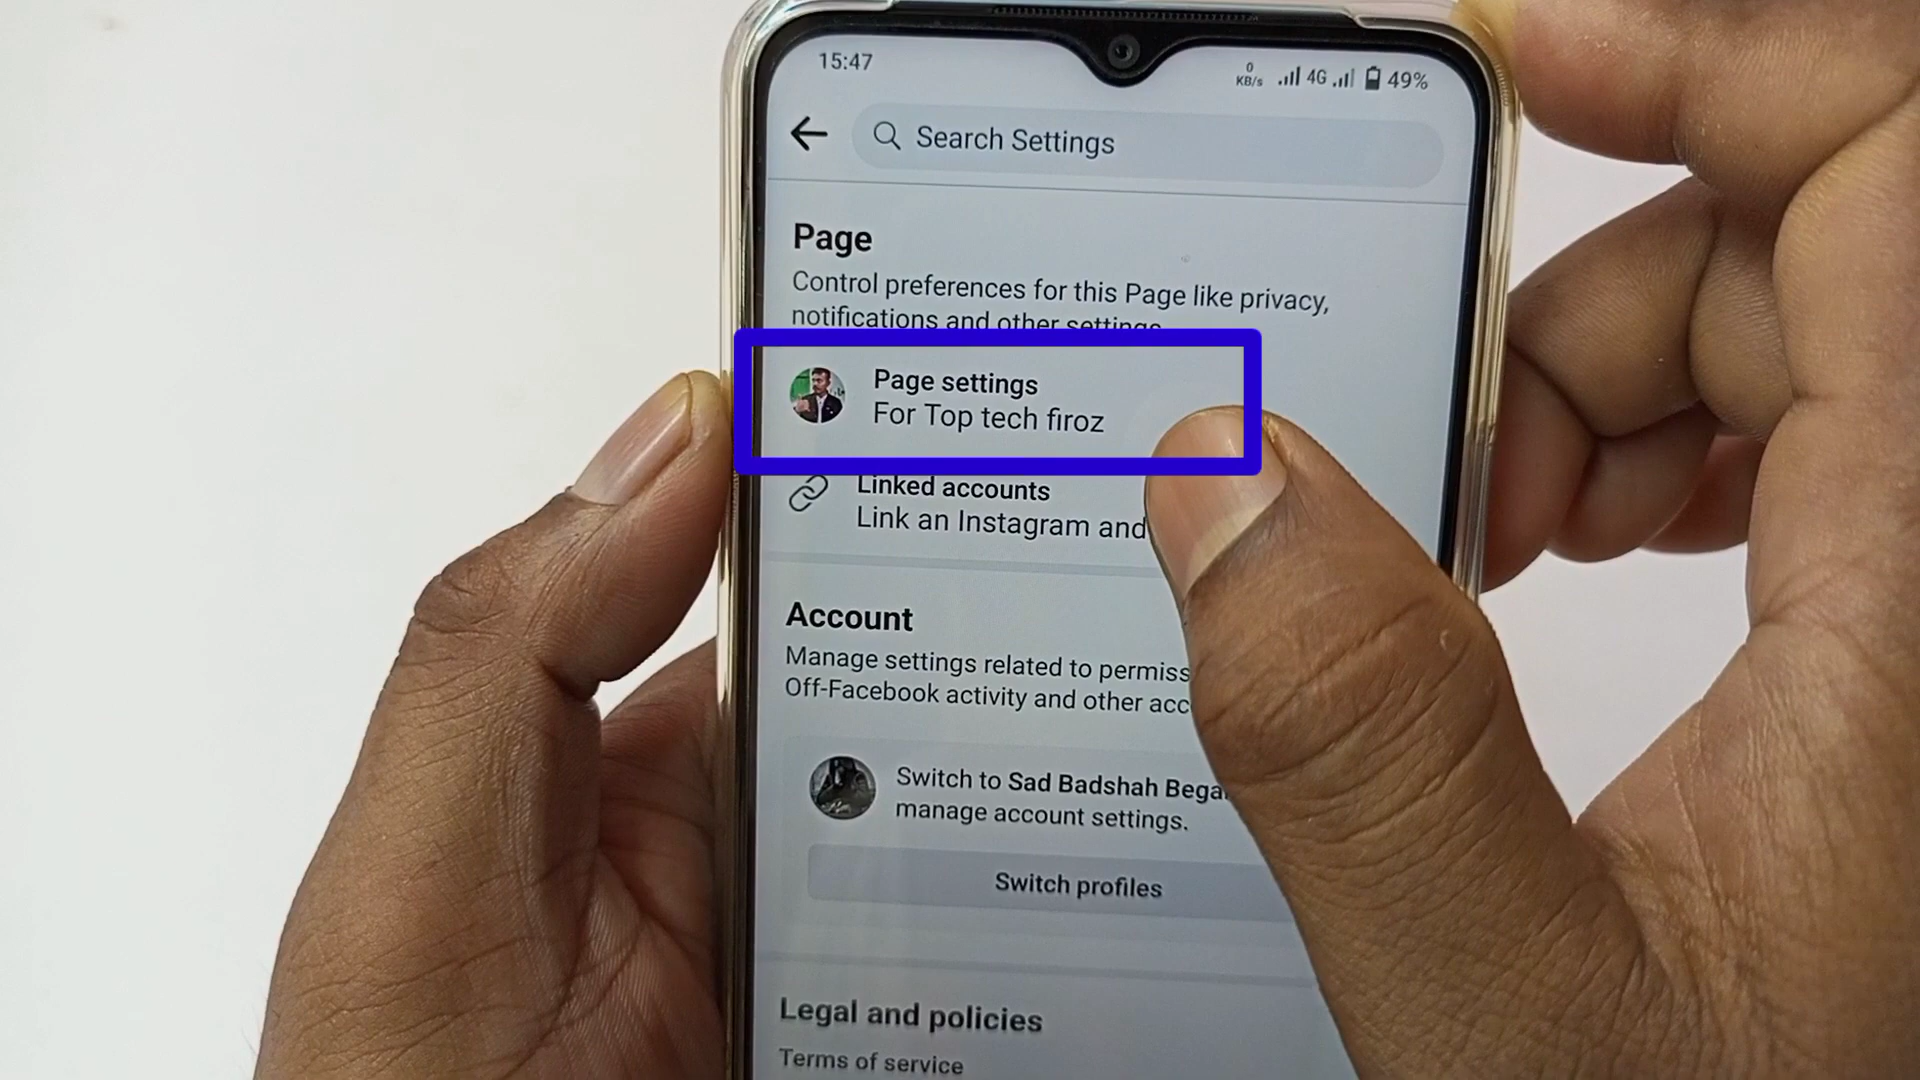 15:47
0
KB/s
4G
49%
Search Settings
Page
Control preferences for this Page like privacy,
notifications and other settings
Page settings
For Top tech firoz
Linked accounts
Link an Instagram and
Account
Manage settings related to permiss
Off-Facebook activity and other acc
Switch to Sad Badshah Bega
manage account settings.
Switch profiles
Legal and policies
Terms of service